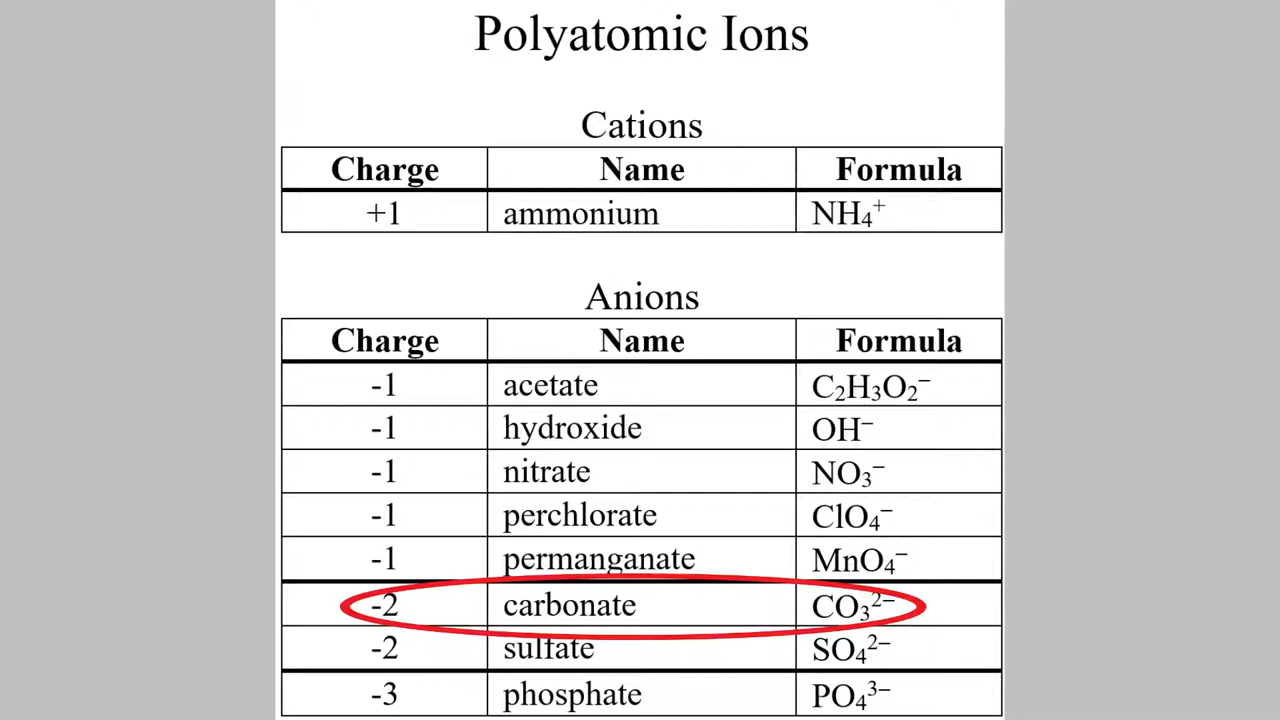 Polyatomic Ions
Cations
Charge Name Formula
+1 ammonium NH₄⁺
Anions
Charge Name Formula
-1 acetate C₂H₃O₂⁻
-1 hydroxide OH⁻
-1 nitrate NO₃⁻
-1 perchlorate ClO₄⁻
-1 permanganate MnO₄⁻
-2 carbonate CO₃²⁻
-2 sulfate SO₄²⁻
-3 phosphate PO₄³⁻